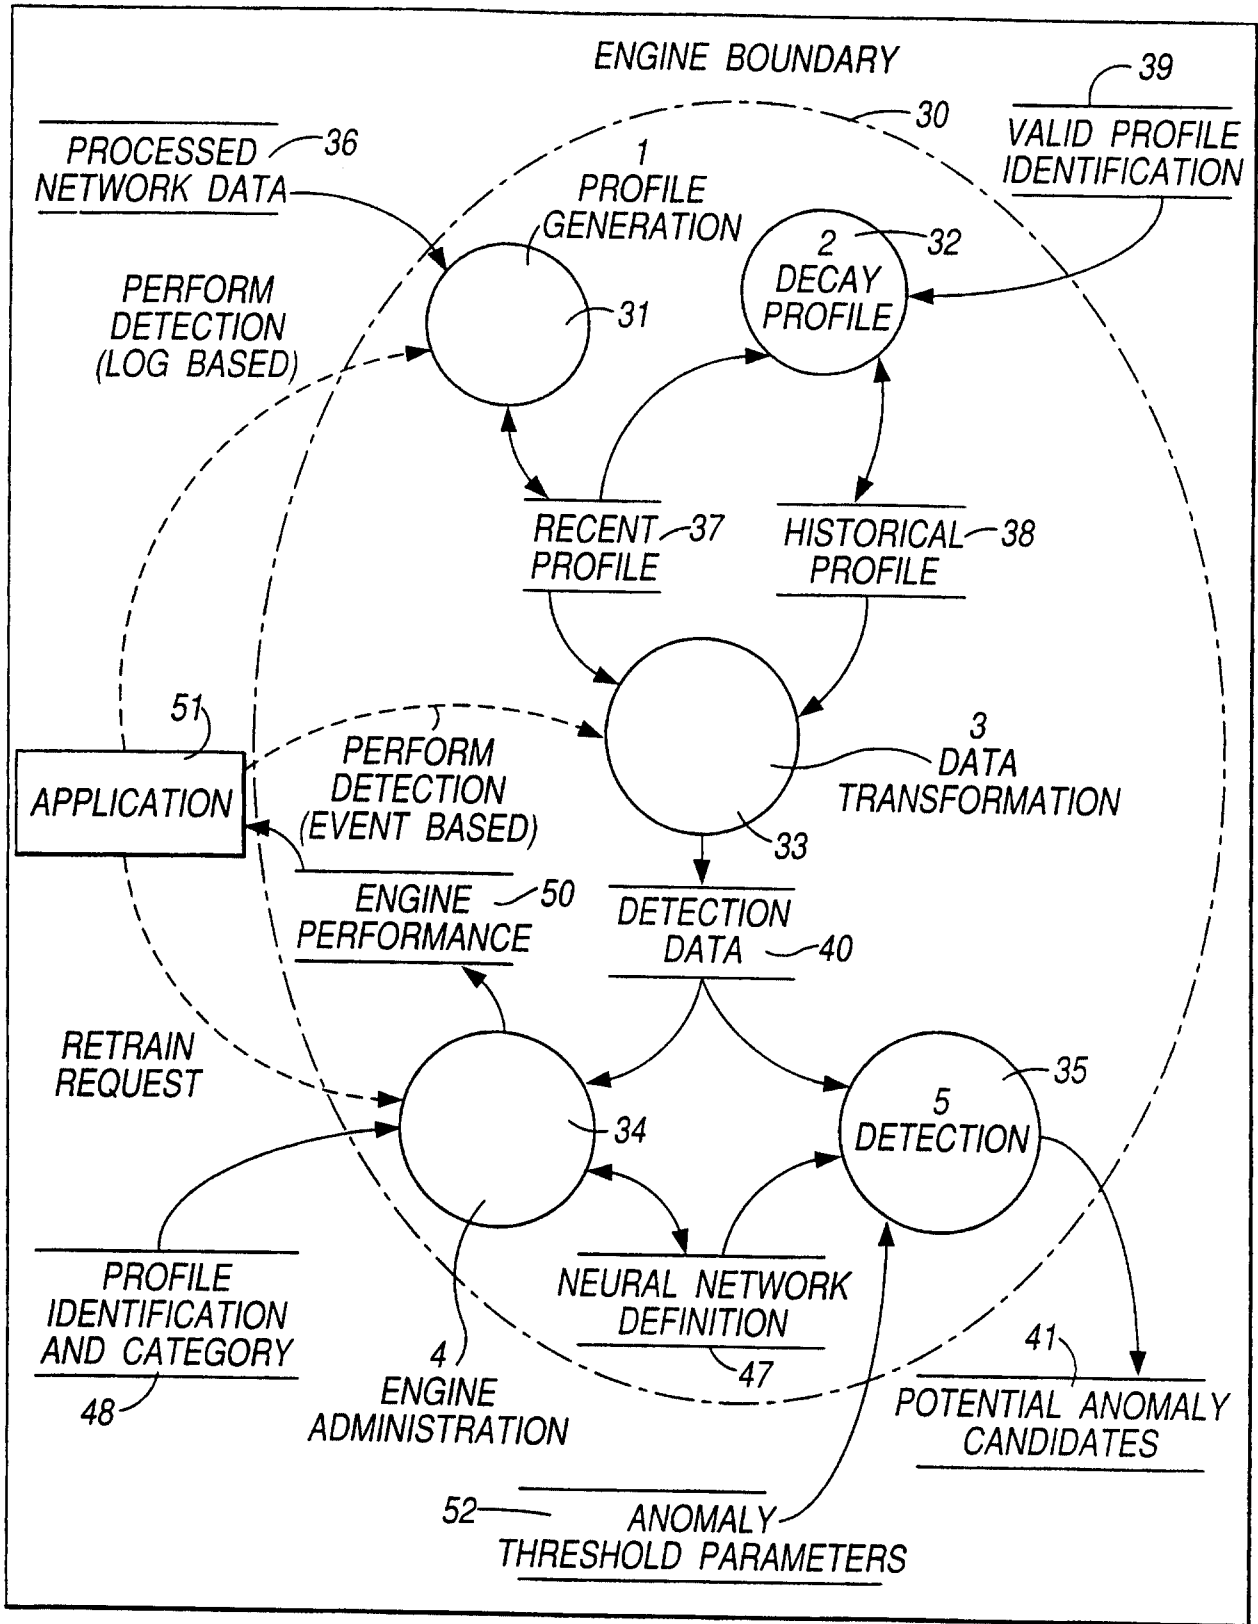 ENGINE BOUNDARY
39
30
VALID PROFILE
IDENTIFICATION
PROCESSED
NETWORK DATA
36
1
PROFILE
GENERATION
2
DECAY
PROFILE
32
31
PERFORM
DETECTION
(LOG BASED)
RECENT
PROFILE
37
HISTORICAL
PROFILE
38
51
APPLICATION
PERFORM
DETECTION
(EVENT BASED)
3
DATA
TRANSFORMATION
33
ENGINE
PERFORMANCE
50
DETECTION
DATA
40
RETRAIN
REQUEST
34
5
DETECTION
35
PROFILE
IDENTIFICATION
AND CATEGORY
48
4
ENGINE
ADMINISTRATION
NEURAL NETWORK
DEFINITION
47
41
POTENTIAL ANOMALY
CANDIDATES
52
ANOMALY
THRESHOLD PARAMETERS